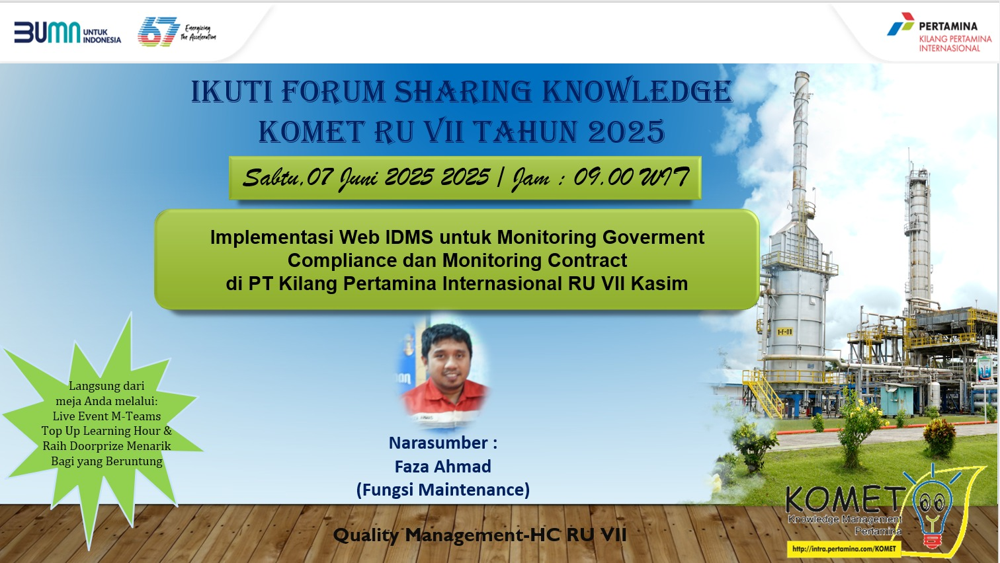 BUMN UNTUK
INDONESIA
67 Energizing
the Acceleration
PERTAMINA
KILANG PERTAMINA
INTERNASIONAL
IKUTI FORUM SHARING KNOWLEDGE
KOMET RU VII TAHUN 2025
Sabtu,07 Juni 2025 2025 | Jam : 09.00 WIT
Implementasi Web IDMS untuk Monitoring Goverment
Compliance dan Monitoring Contract
di PT Kilang Pertamina Internasional RU VII Kasim
1-F-01
Langsung dari
meja Anda melalui:
Live Event M-Teams
Top Up Learning Hour &
Raih Doorprize Menarik
Bagi yang Beruntung
Narasumber :
Faza Ahmad
(Fungsi Maintenance)
Quality Management-HC RU VII
KOMET
Knowledge Management
Pertamina
http://intra.pertamina.com/KOMET